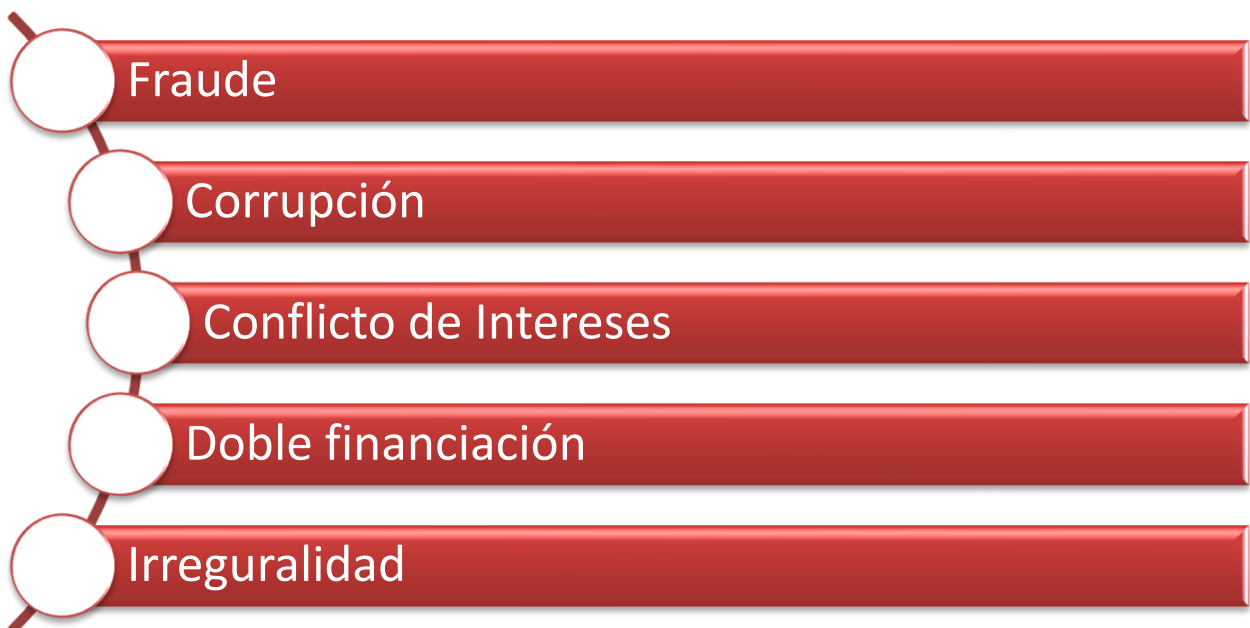 Fraude
Corrupción
Conflicto de Intereses
Doble financiación
Irreguralidad